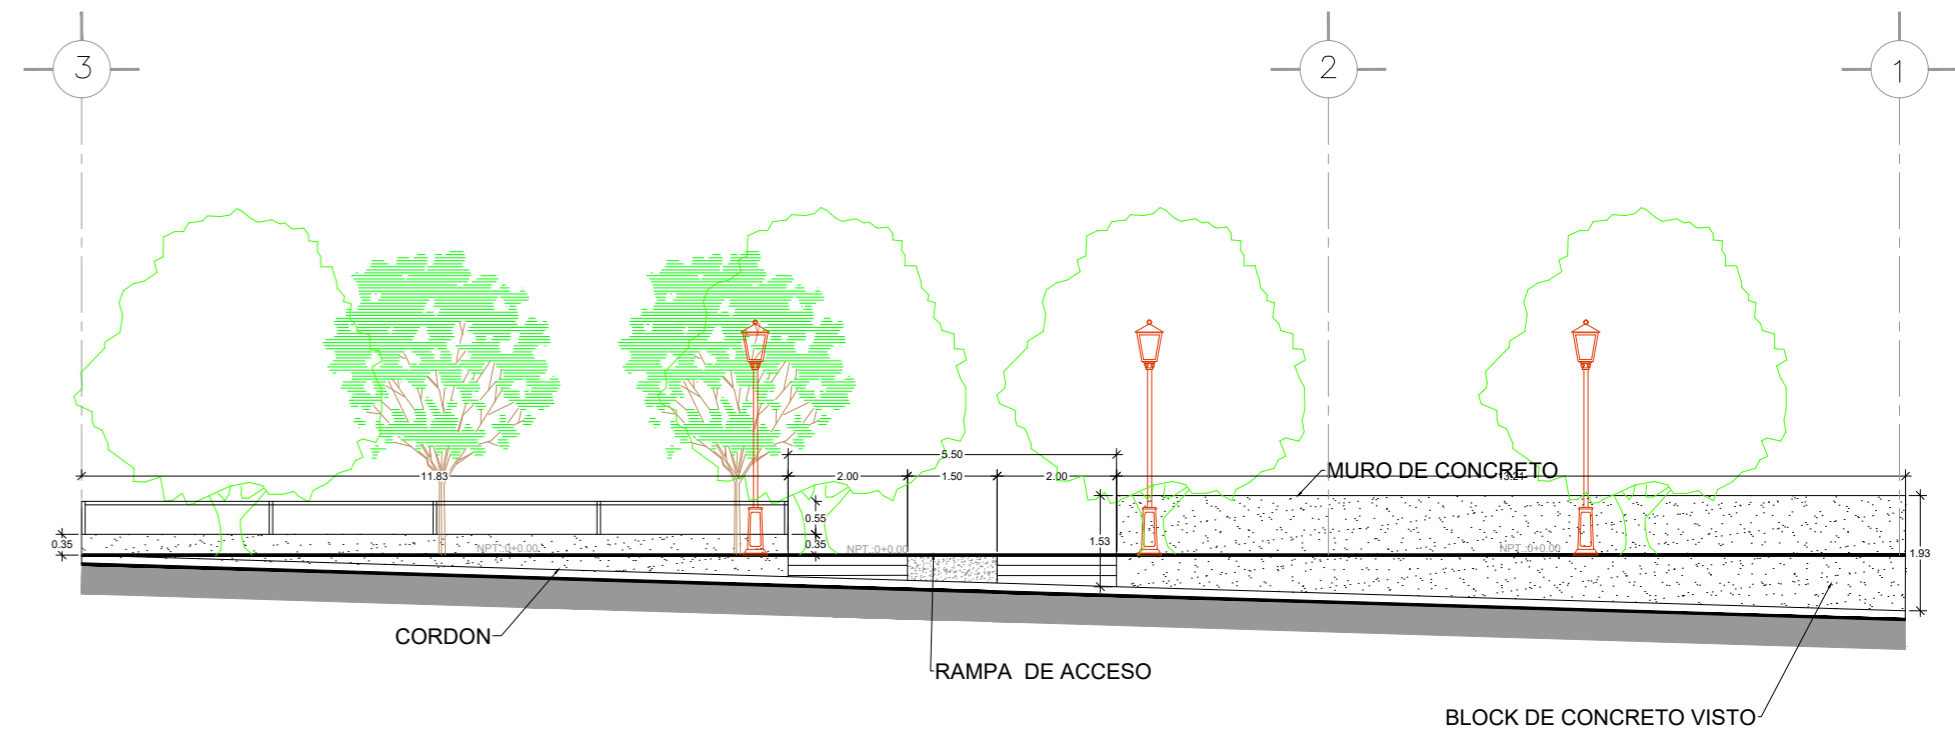 3
2
1
5.50
11.83
2.00
1.50
2.00
MURO DE CONCRETO
13.21
0.55
0.35
0.35
1.53
1.93
NPT.:0+0.00
NPT.:0+0.00
NPT.:0+0.00
CORDON
RAMPA DE ACCESO
BLOCK DE CONCRETO VISTO